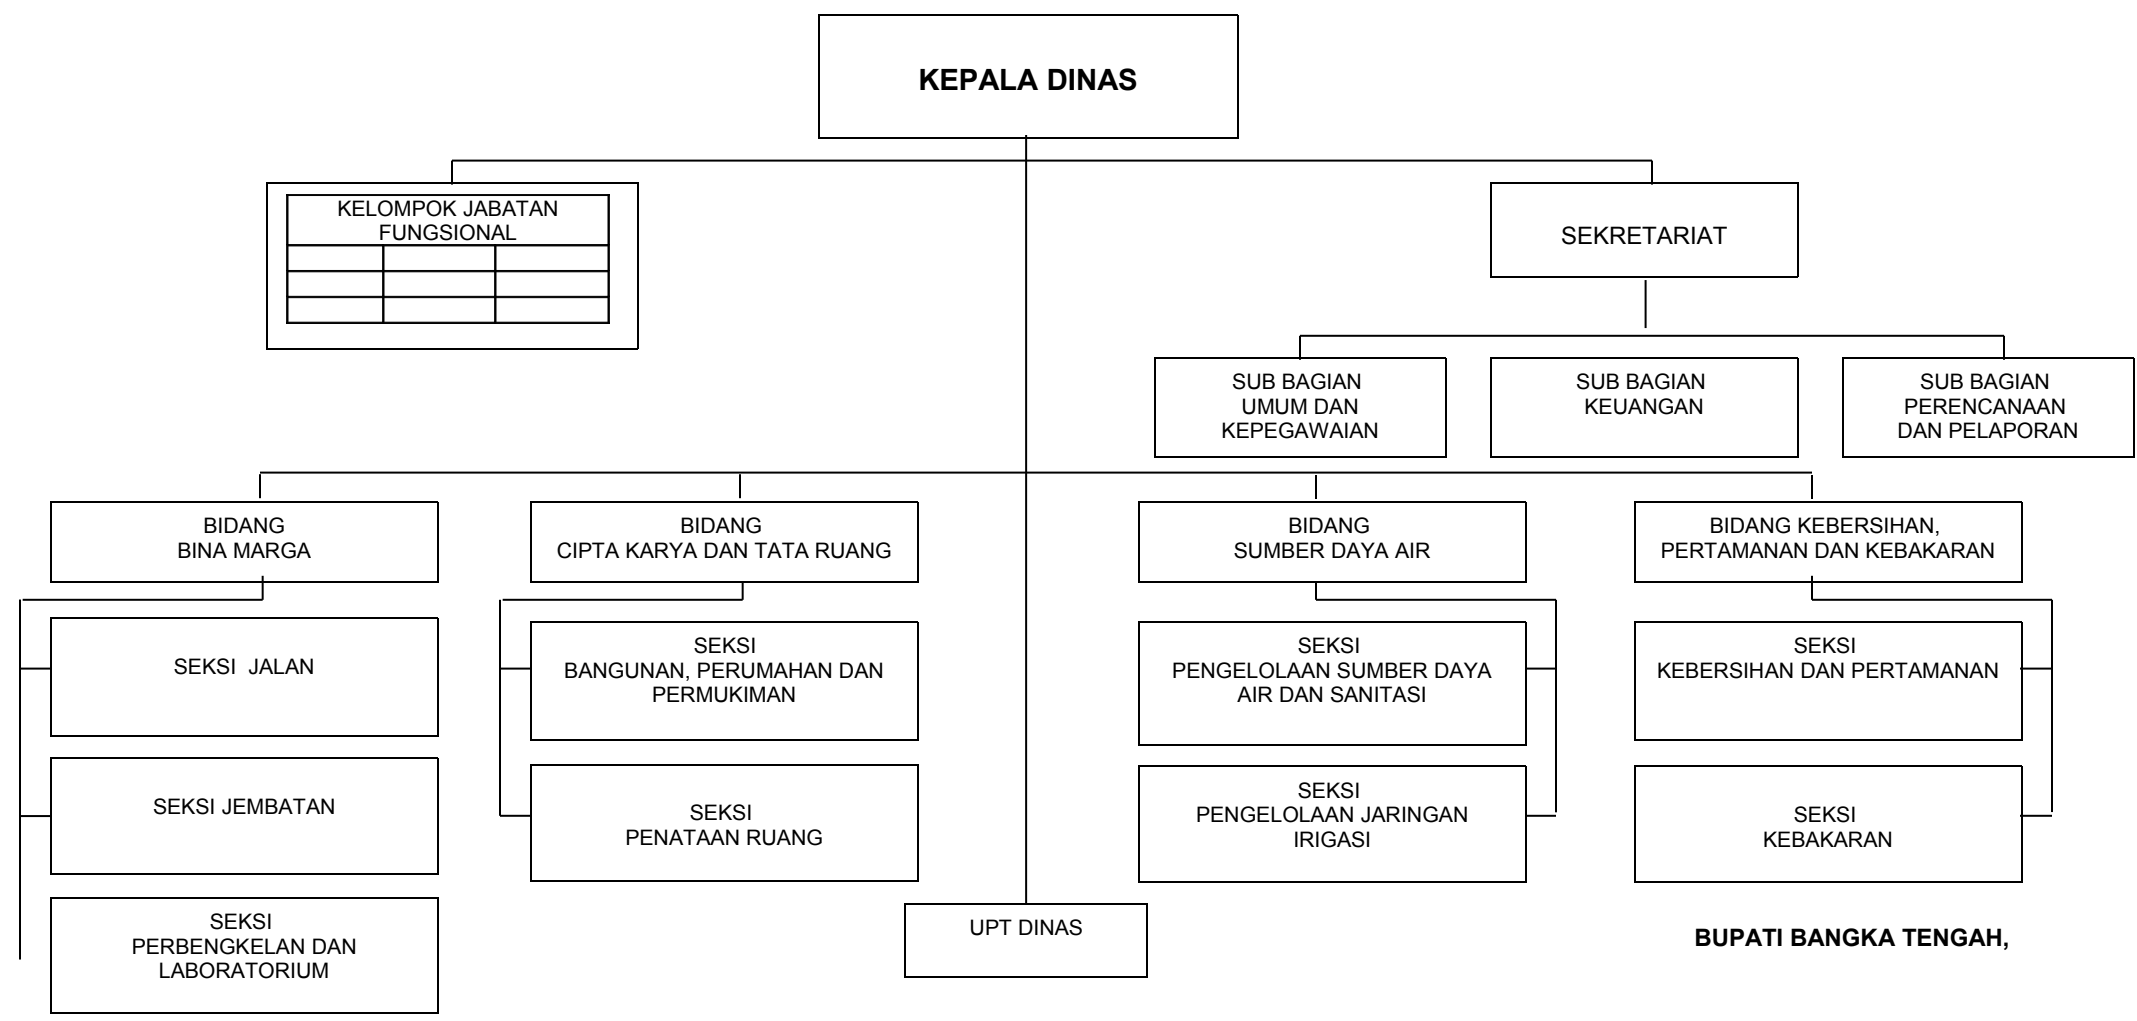 KEPALA DINAS
KELOMPOK JABATAN
FUNGSIONAL
SEKRETARIAT
SUB BAGIAN
UMUM DAN
KEPEGAWAIAN
SUB BAGIAN
KEUANGAN
SUB BAGIAN
PERENCANAAN
DAN PELAPORAN
BIDANG
BINA MARGA
BIDANG
CIPTA KARYA DAN TATA RUANG
BIDANG
SUMBER DAYA AIR
BIDANG KEBERSIHAN,
PERTAMANAN DAN KEBAKARAN
SEKSI JALAN
SEKSI
BANGUNAN, PERUMAHAN DAN
PERMUKIMAN
SEKSI
PENGELOLAAN SUMBER DAYA
AIR DAN SANITASI
SEKSI
KEBERSIHAN DAN PERTAMANAN
SEKSI JEMBATAN
SEKSI
PENATAAN RUANG
SEKSI
PENGELOLAAN JARINGAN
IRIGASI
SEKSI
KEBAKARAN
SEKSI
PERBENGKELAN DAN
LABORATORIUM
UPT DINAS
BUPATI BANGKA TENGAH,